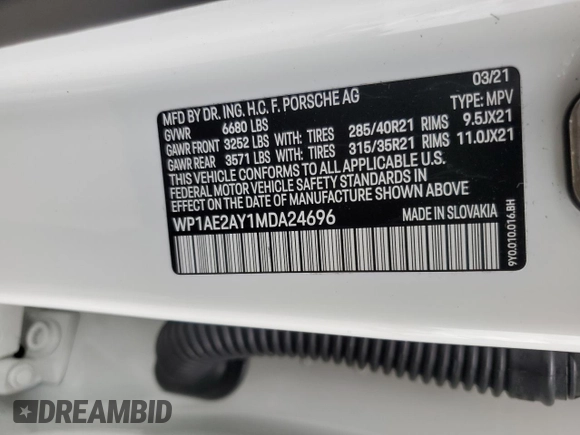 03/21
MFD BY DR. ING. H.C. F. PORSCHE AG
GVWR 6680 LBS TYPE: MPV
GAWR FRONT 3252 LBS WITH: TIRES 285/40R21 RIMS 9.5JX21
GAWR REAR 3571 LBS WITH: TIRES 315/35R21 RIMS 11.0JX21
THIS VEHICLE CONFORMS TO ALL APPLICABLE U.S.
FEDERAL MOTOR VEHICLE SAFETY STANDARDS IN
EFFECT ON THE DATE OF MANUFACTURE SHOWN ABOVE
WP1AE2AY1MDA24696 MADE IN SLOVAKIA
9Y0.010.016.BH
DREAMBID